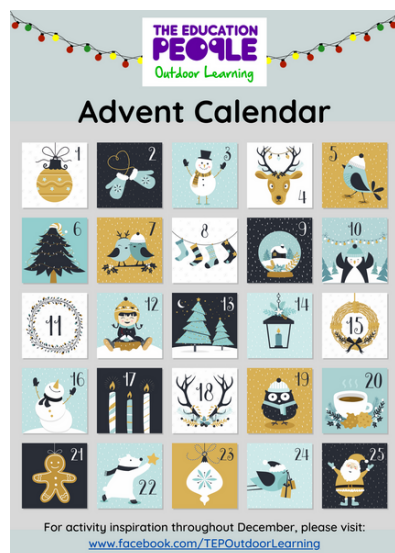 THE EDUCATION
PEOPLE
Outdoor Learning
Advent Calendar
1 2 3 4 5
6 7 8 9 10
11 12 13 14 15
16 17 18 19 20
21 22 23 24 25
For activity inspiration throughout December, please visit:
www.facebook.com/TEPOutdoorLearning